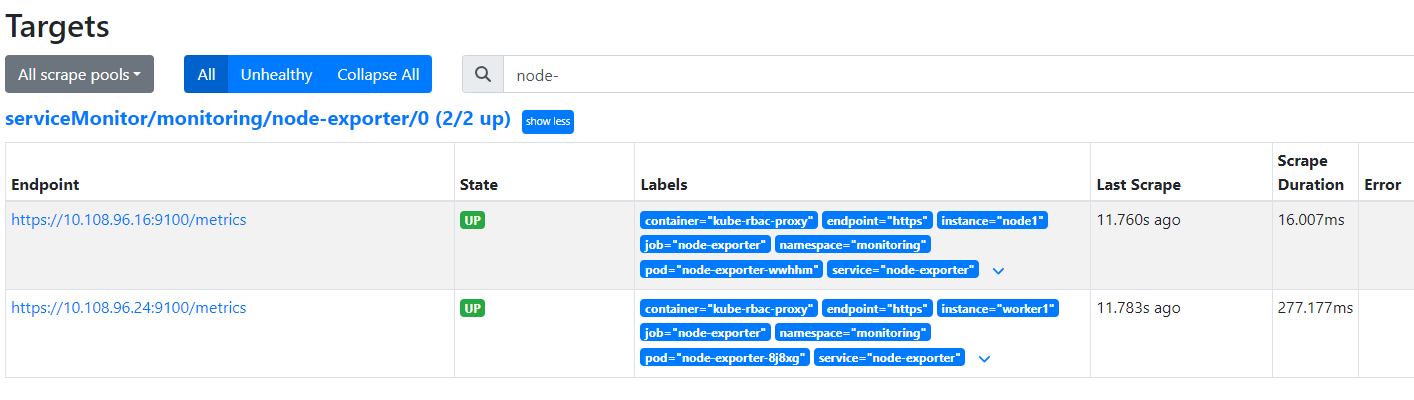 Targets
All scrape pools All Unhealthy Collapse All node-
serviceMonitor/monitoring/node-exporter/0 (2/2 up) show less
Endpoint State Labels Last Scrape Scrape Duration Error
https://10.108.96.16:9100/metrics UP container="kube-rbac-proxy" endpoint="https" instance="node1" 11.760s ago 16.007ms
job="node-exporter" namespace="monitoring"
pod="node-exporter-wwhhm" service="node-exporter"
https://10.108.96.24:9100/metrics UP container="kube-rbac-proxy" endpoint="https" instance="worker1" 11.783s ago 277.177ms
job="node-exporter" namespace="monitoring"
pod="node-exporter-8j8xg" service="node-exporter"